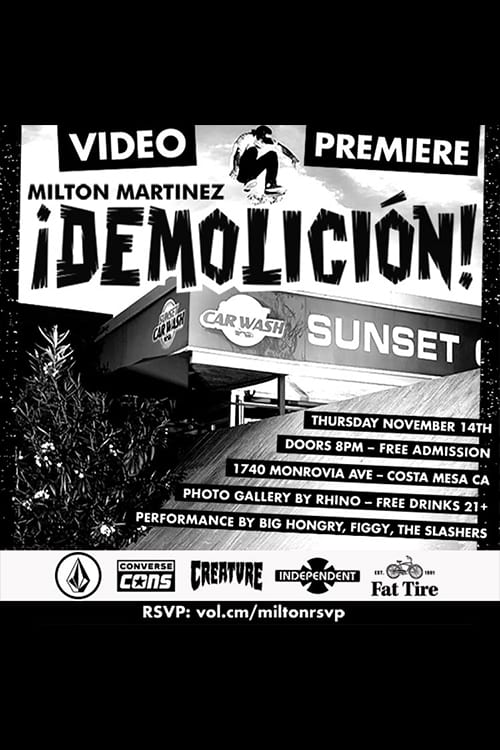 VIDEO PREMIERE
MILTON MARTINEZ
¡DEMOLICIÓN!
SUNSET
CAR WASH
CAR WASH
SUNSET C
THURSDAY NOVEMBER 14TH
DOORS 8PM – FREE ADMISSION
1740 MONROVIA AVE – COSTA MESA CA
PHOTO GALLERY BY RHINO – FREE DRINKS 21+
PERFORMANCE BY BIG HONGRY, FIGGY, THE SLASHERS
CONVERSE
CONS
CREATURE
INDEPENDENT
EST. 1991
Fat Tire
RSVP: vol.cm/miltonrsvp